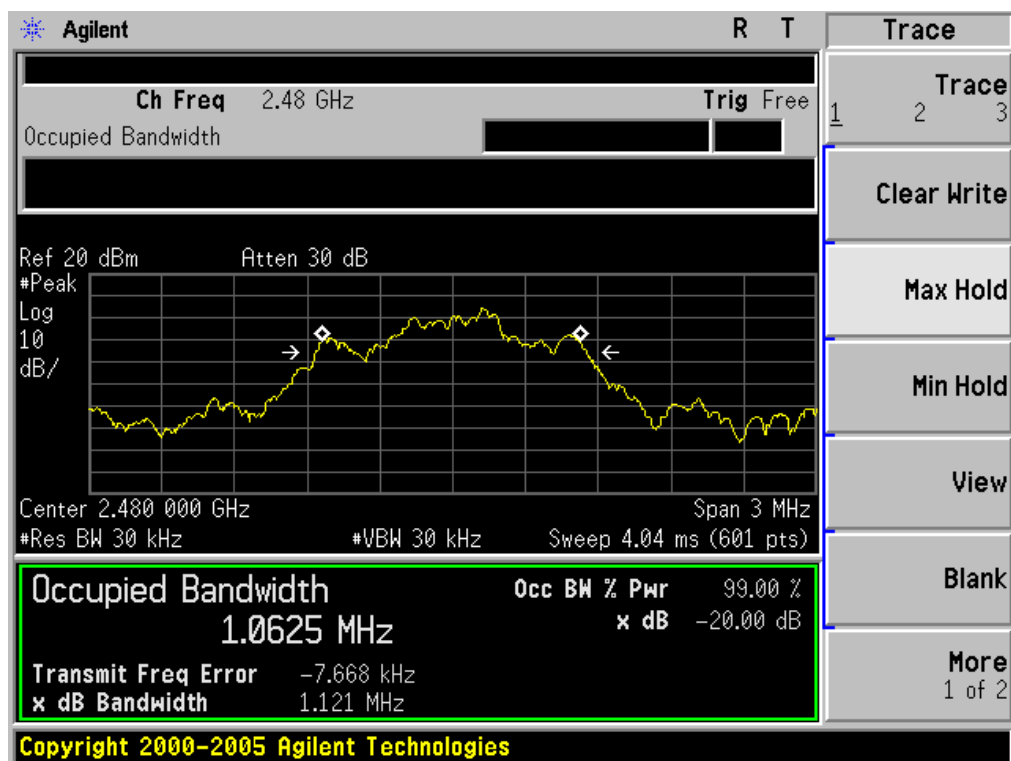 Agilent R T Trace
Ch Freq 2.48 GHz Trig Free
Occupied Bandwidth
Trace
1 2 3
Clear Write
Ref 20 dBm Atten 30 dB
#Peak
Log
10
dB/
Max Hold
Min Hold
View
Center 2.480 000 GHz Span 3 MHz
#Res BW 30 kHz #VBW 30 kHz Sweep 4.04 ms (601 pts)
Occupied Bandwidth Occ BW % Pwr 99.00 %
1.0625 MHz x dB -20.00 dB
Blank
Transmit Freq Error -7.668 kHz
x dB Bandwidth 1.121 MHz
More
1 of 2
Copyright 2000-2005 Agilent Technologies